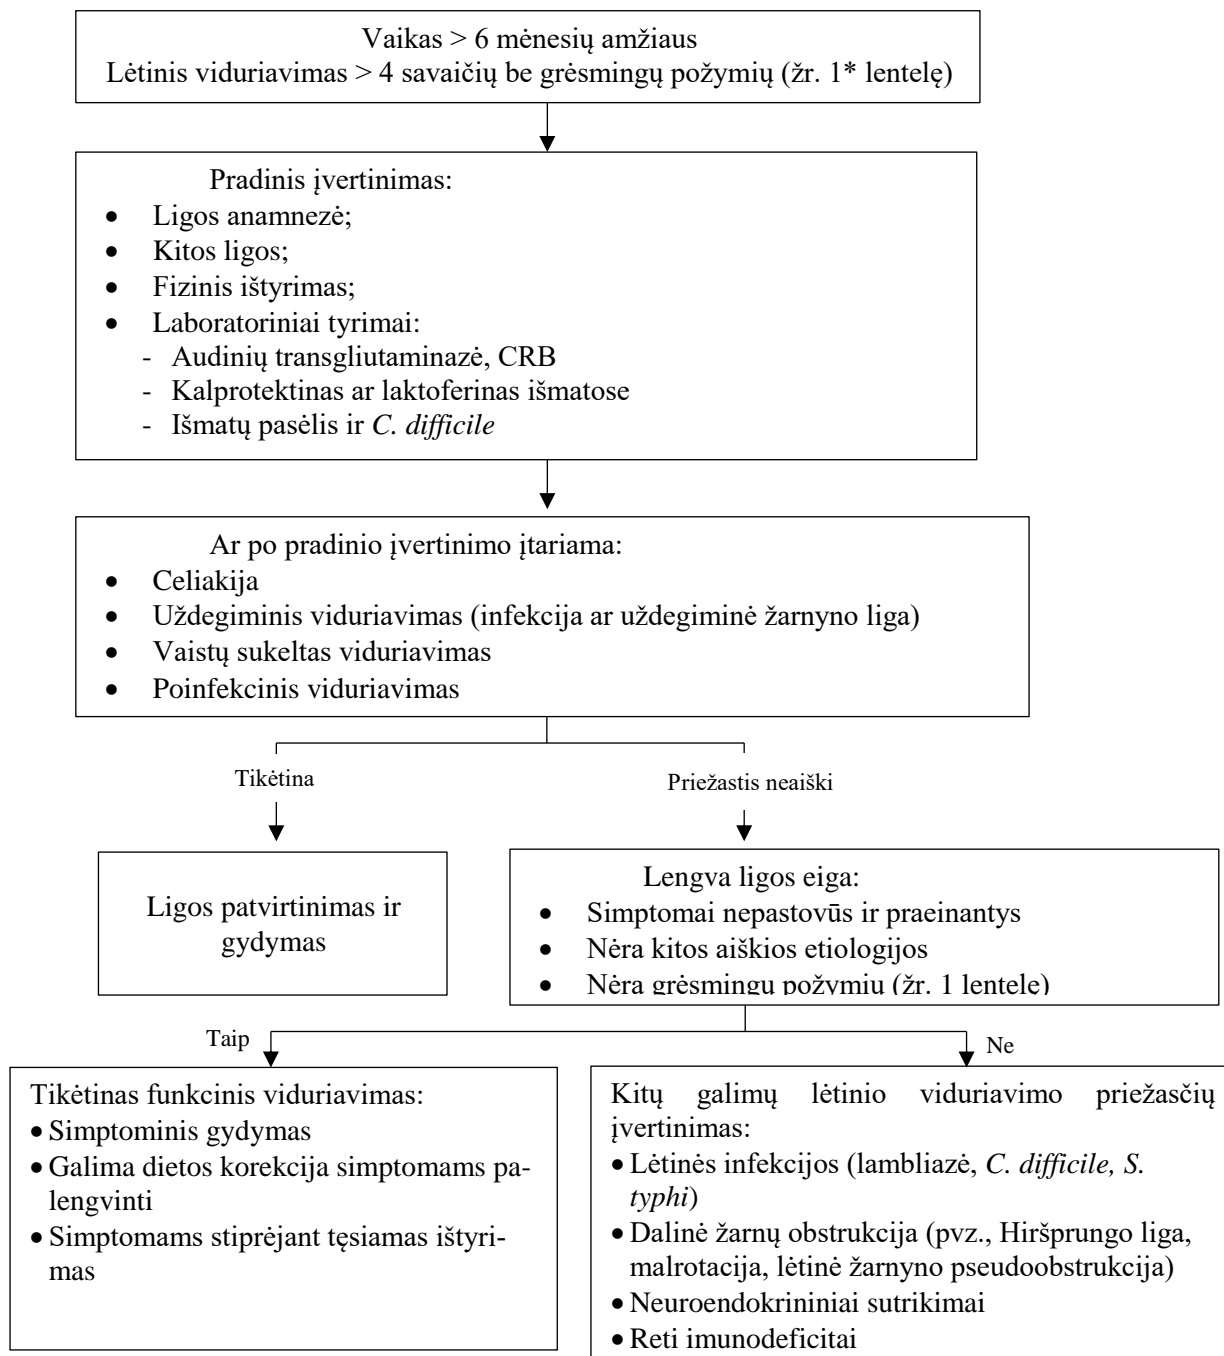 Vaikas > 6 mėnesių amžiaus
Lėtinis viduriavimas > 4 savaičių be grėsmingų požymių (žr. 1* lentelę)
Pradinis įvertinimas:
• Ligos anamnezė;
• Kitos ligos;
• Fizinis ištyrimas;
• Laboratoriniai tyrimai:
- Audinių transgliutaminazė, CRB
- Kalprotektinas ar laktoferinas išmatose
- Išmatų pasėlis ir C. difficile
Ar po pradinio įvertinimo įtariama:
• Celiakija
• Uždegiminis viduriavimas (infekcija ar uždegiminė žarnyno liga)
• Vaistų sukeltas viduriavimas
• Poinfekcinis viduriavimas
Tikėtina
Priežastis neaiški
Ligos patvirtinimas ir
gydymas
Lengva ligos eiga:
• Simptomai nepastovūs ir praeinantys
• Nėra kitos aiškios etiologijos
• Nėra grėsmingų požymių (žr. 1 lentelę)
Taip
Ne
Tikėtinas funkcinis viduriavimas:
• Simptominis gydymas
• Galima dietos korekcija simptomams pa-
lengvinti
• Simptomams stiprėjant tęsiamas ištyri-
mas
Kitų galimų lėtinio viduriavimo priežasčių
įvertinimas:
• Lėtinės infekcijos (lambliazė, C. difficile, S.
typhi)
• Dalinė žarnų obstrukcija (pvz., Hiršprungo liga,
malrotacija, lėtinė žarnyno pseudoobstrukcija)
• Neuroendokrininiai sutrikimai
• Reti imunodeficitai